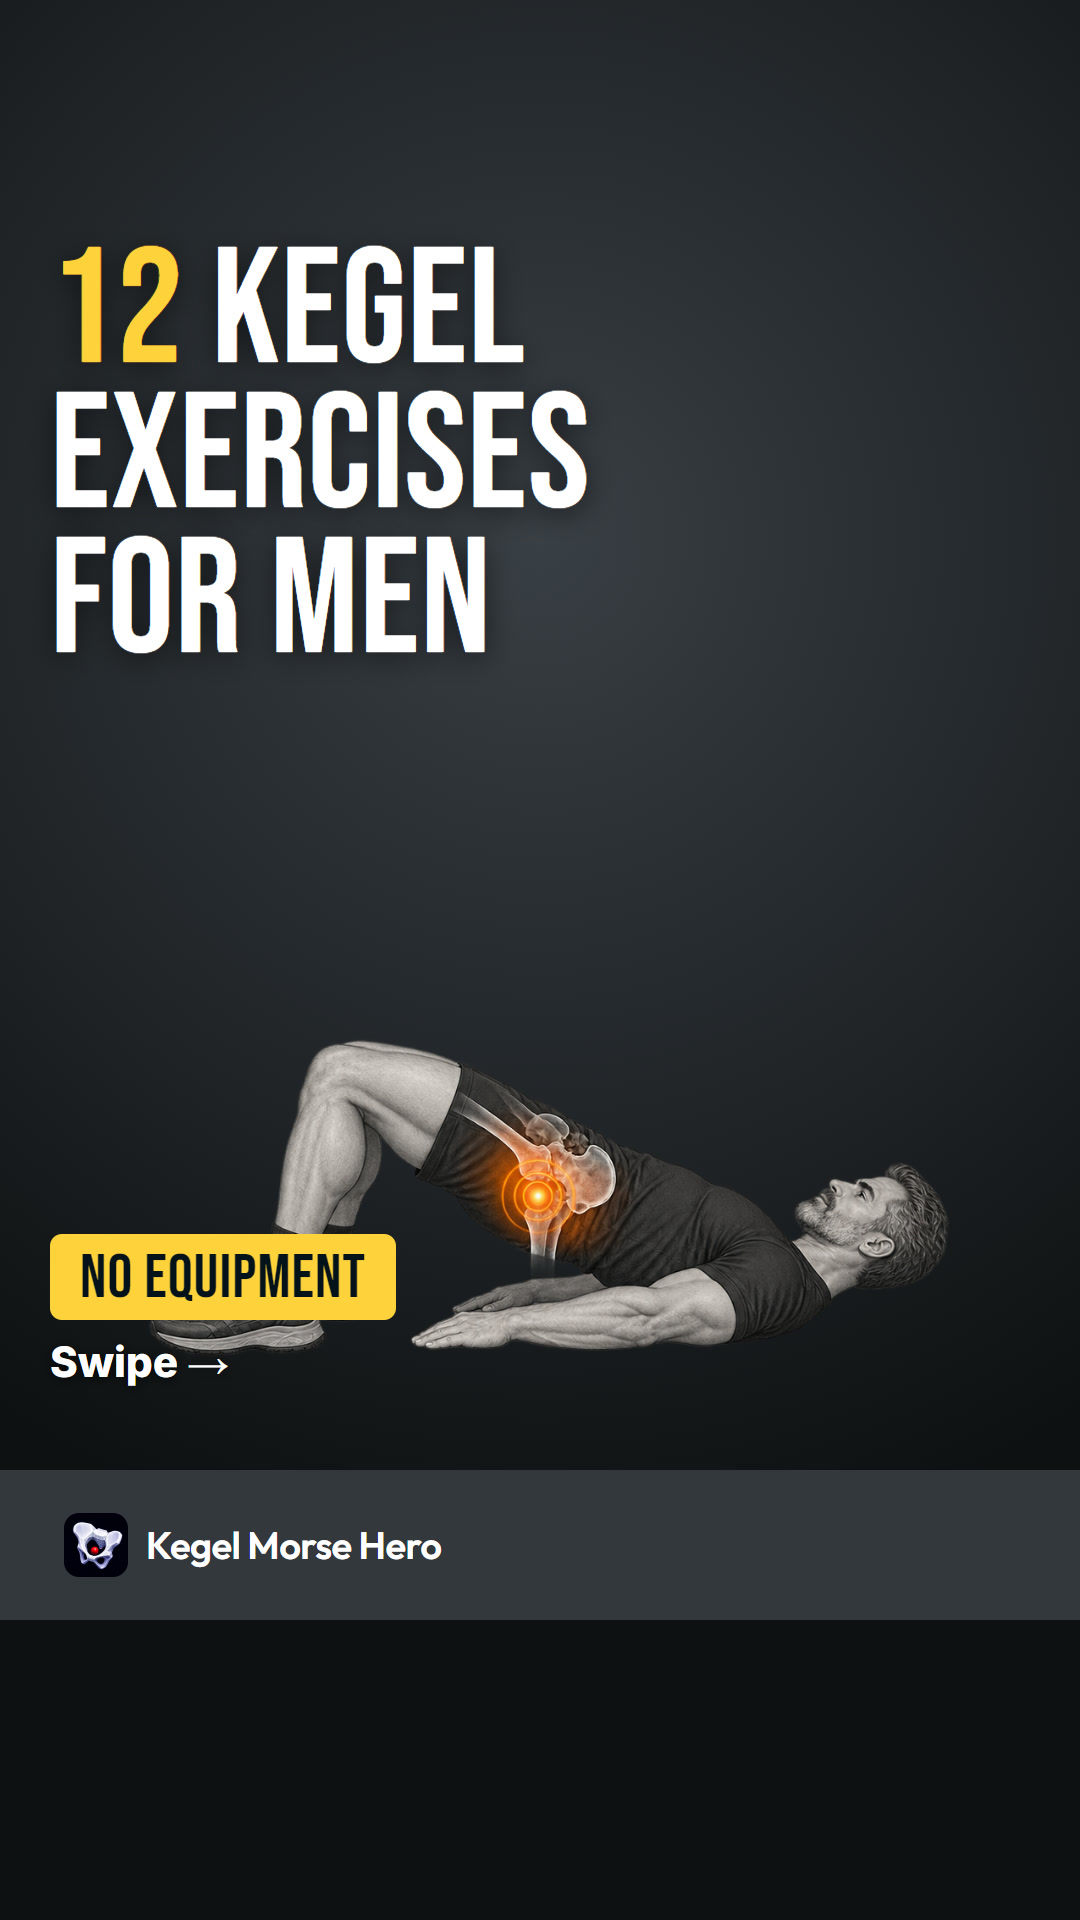 12 KEGEL
EXERCISES
FOR MEN
NO EQUIPMENT
Swipe →
Kegel Morse Hero